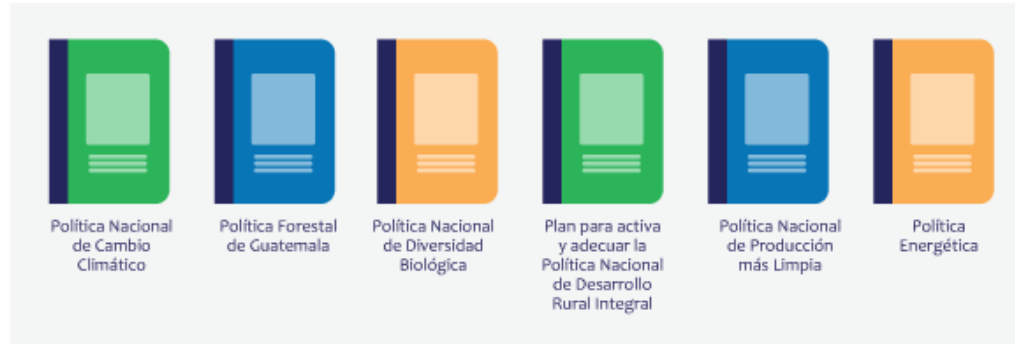 Política Nacional
de Cambio
Climático
Política Forestal
de Guatemala
Política Nacional
de Diversidad
Biológica
Plan para activa
y adecuar la
Política Nacional
de Desarrollo
Rural Integral
Política Nacional
de Producción
más Limpia
Política
Energética